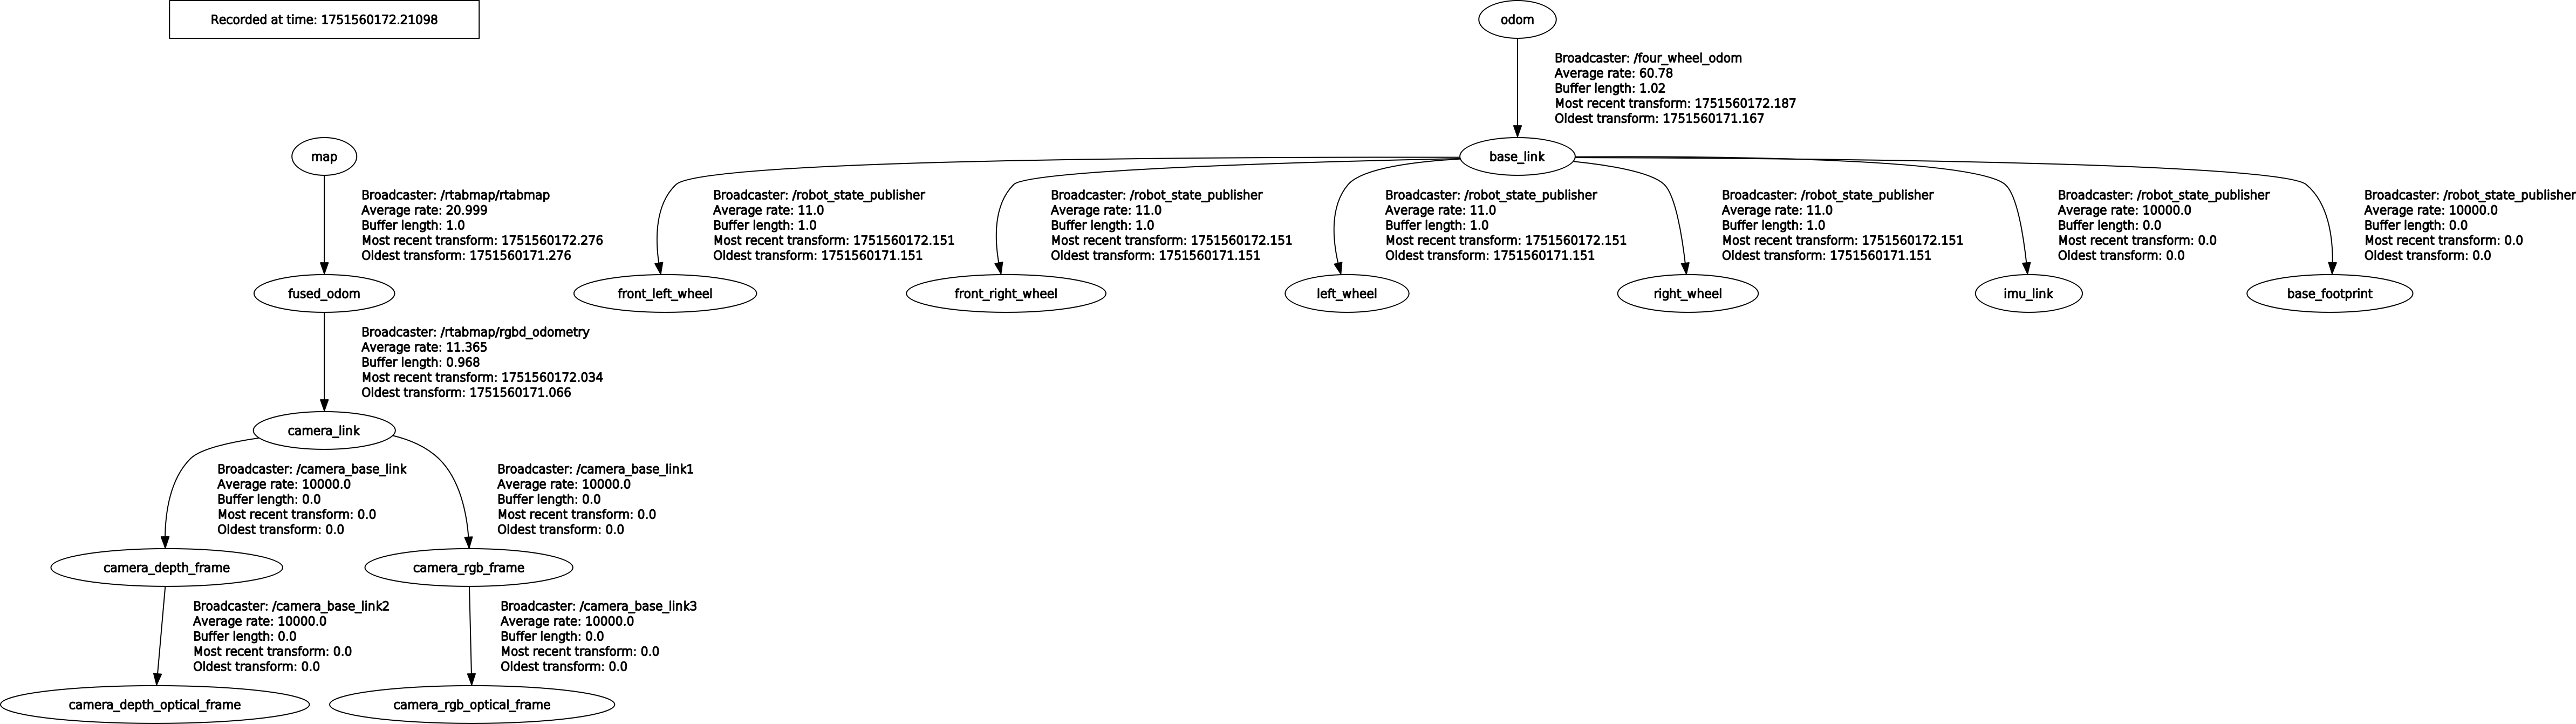 Recorded at time: 1751560172.21098
odom
Broadcaster: /four_wheel_odom
Average rate: 60.78
Buffer length: 1.02
Most recent transform: 1751560172.187
Oldest transform: 1751560171.167
map
base_link
Broadcaster: /rtabmap/rtabmap
Average rate: 20.999
Buffer length: 1.0
Most recent transform: 1751560172.276
Oldest transform: 1751560171.276
Broadcaster: /robot_state_publisher
Average rate: 11.0
Buffer length: 1.0
Most recent transform: 1751560172.151
Oldest transform: 1751560171.151
Broadcaster: /robot_state_publisher
Average rate: 11.0
Buffer length: 1.0
Most recent transform: 1751560172.151
Oldest transform: 1751560171.151
Broadcaster: /robot_state_publisher
Average rate: 11.0
Buffer length: 1.0
Most recent transform: 1751560172.151
Oldest transform: 1751560171.151
Broadcaster: /robot_state_publisher
Average rate: 11.0
Buffer length: 1.0
Most recent transform: 1751560172.151
Oldest transform: 1751560171.151
Broadcaster: /robot_state_publisher
Average rate: 10000.0
Buffer length: 0.0
Most recent transform: 0.0
Oldest transform: 0.0
Broadcaster: /robot_state_publisher
Average rate: 10000.0
Buffer length: 0.0
Most recent transform: 0.0
Oldest transform: 0.0
fused_odom
front_left_wheel
front_right_wheel
left_wheel
right_wheel
imu_link
base_footprint
Broadcaster: /rtabmap/rgbd_odometry
Average rate: 11.365
Buffer length: 0.968
Most recent transform: 1751560172.034
Oldest transform: 1751560171.066
camera_link
Broadcaster: /camera_base_link
Average rate: 10000.0
Buffer length: 0.0
Most recent transform: 0.0
Oldest transform: 0.0
Broadcaster: /camera_base_link1
Average rate: 10000.0
Buffer length: 0.0
Most recent transform: 0.0
Oldest transform: 0.0
camera_depth_frame
camera_rgb_frame
Broadcaster: /camera_base_link2
Average rate: 10000.0
Buffer length: 0.0
Most recent transform: 0.0
Oldest transform: 0.0
Broadcaster: /camera_base_link3
Average rate: 10000.0
Buffer length: 0.0
Most recent transform: 0.0
Oldest transform: 0.0
camera_depth_optical_frame
camera_rgb_optical_frame